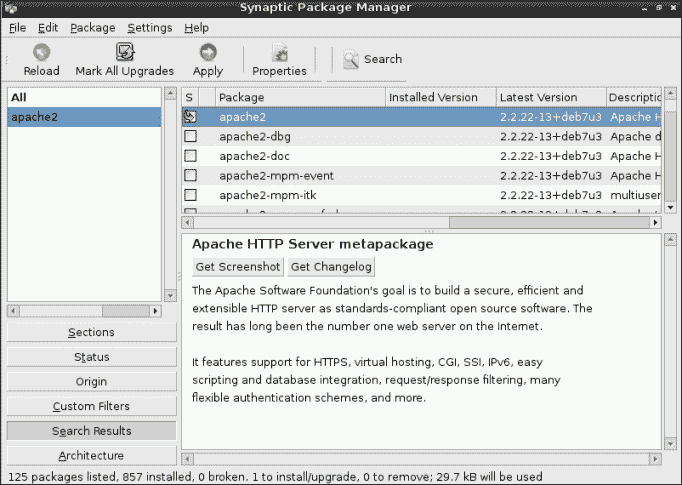 Synaptic Package Manager
File Edit Package Settings Help
Reload Mark All Upgrades Apply Properties Search
All
apache2
S Package Installed Version Latest Version Descriptio
apache2 2.2.22-13+deb7u3 Apache H
apache2-dbg 2.2.22-13+deb7u3 Apache d
apache2-doc 2.2.22-13+deb7u3 Apache H
apache2-mpm-event 2.2.22-13+deb7u3 Apache H
apache2-mpm-itk 2.2.22-13+deb7u3 multiuser
Apache HTTP Server metapackage
Get Screenshot Get Changelog
The Apache Software Foundation's goal is to build a secure, efficient and
extensible HTTP server as standards-compliant open source software. The
result has long been the number one web server on the Internet.
It features support for HTTPS, virtual hosting, CGI, SSI, IPv6, easy
scripting and database integration, request/response filtering, many
flexible authentication schemes, and more.
Sections
Status
Origin
Custom Filters
Search Results
Architecture
125 packages listed, 857 installed, 0 broken. 1 to install/upgrade, 0 to remove; 29.7 kB will be used